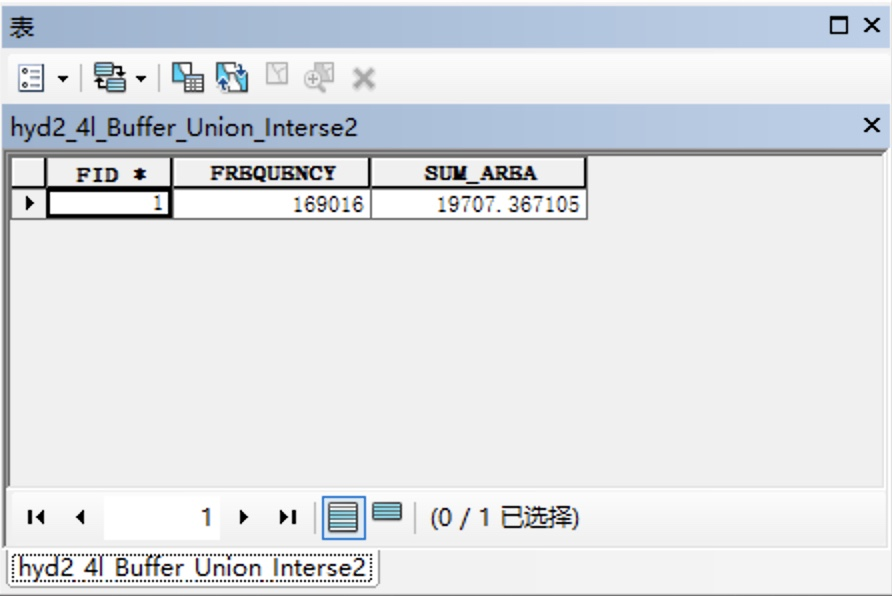 表
hyd2_4l_Buffer_Union_Interse2
FID * FREQUENCY SUM_AREA
1 169016 19707.367105
1 (0 / 1 已选择)
hyd2_4l_Buffer_Union_Interse2